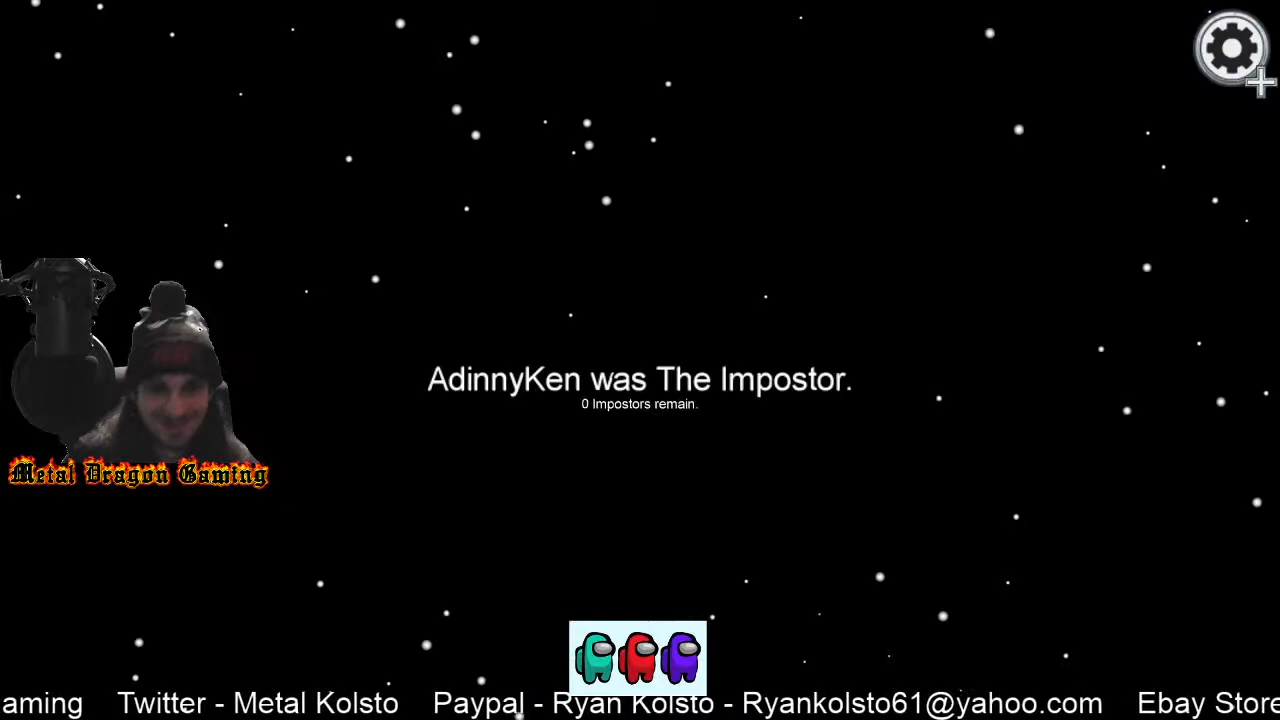 AdinnyKen was The Impostor.
0 Impostors remain.
Metal Dragon Gaming
aming Twitter - Metal Kolsto Paypal - Ryan Kolsto - Ryankolsto61@yahoo.com Ebay Store